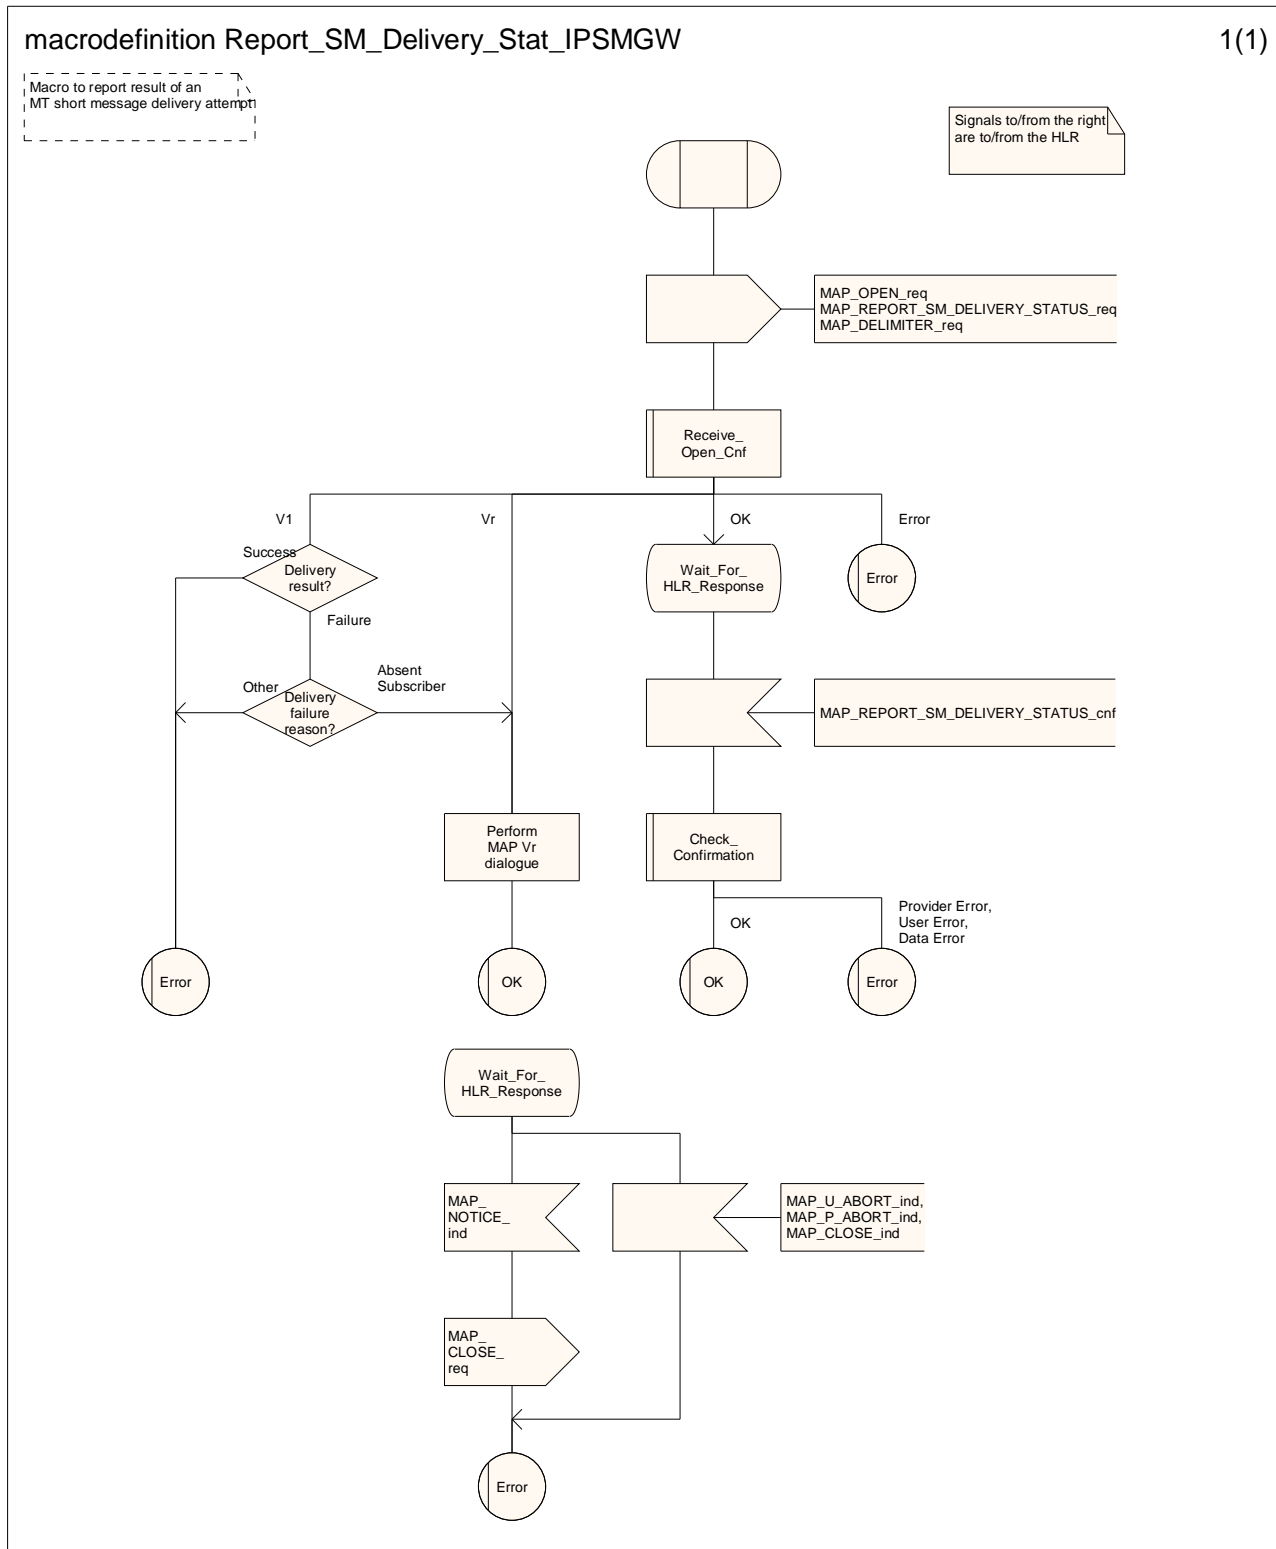 macrodefinition Report_SM_Delivery_Stat_IPSMGW
1(1)
Macro to report result of an
MT short message delivery attempt
Signals to/from the right
are to/from the HLR
MAP_OPEN_req
MAP_REPORT_SM_DELIVERY_STATUS_req
MAP_DELIMITER_req
Receive_
Open_Cnf
V1
Vr
OK
Error
Success
Delivery
result?
Wait_For_
HLR_Response
Error
Failure
Other
Absent
Subscriber
Delivery
failure
reason?
MAP_REPORT_SM_DELIVERY_STATUS_cnf
Perform
MAP Vr
dialogue
Check_
Confirmation
OK
Provider Error,
User Error,
Data Error
Error
OK
OK
Error
Wait_For_
HLR_Response
MAP_
NOTICE_
ind
MAP_U_ABORT_ind,
MAP_P_ABORT_ind,
MAP_CLOSE_ind
MAP_
CLOSE_
req
Error